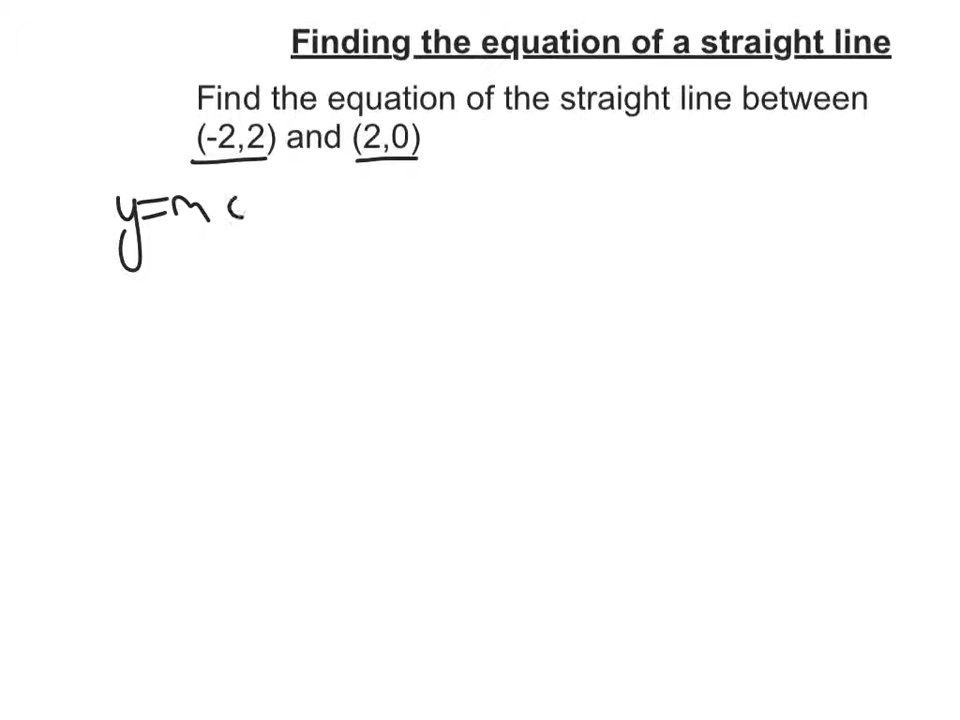 Finding the equation of a straight line
Find the equation of the straight line between
(-2,2) and (2,0)
y=m